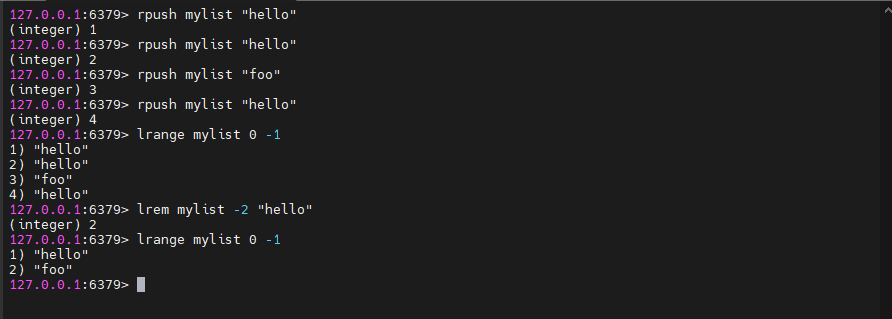 127.0.0.1:6379> rpush mylist "hello"
(integer) 1
127.0.0.1:6379> rpush mylist "hello"
(integer) 2
127.0.0.1:6379> rpush mylist "foo"
(integer) 3
127.0.0.1:6379> rpush mylist "hello"
(integer) 4
127.0.0.1:6379> lrange mylist 0 -1
1) "hello"
2) "hello"
3) "foo"
4) "hello"
127.0.0.1:6379> lrem mylist -2 "hello"
(integer) 2
127.0.0.1:6379> lrange mylist 0 -1
1) "hello"
2) "foo"
127.0.0.1:6379>